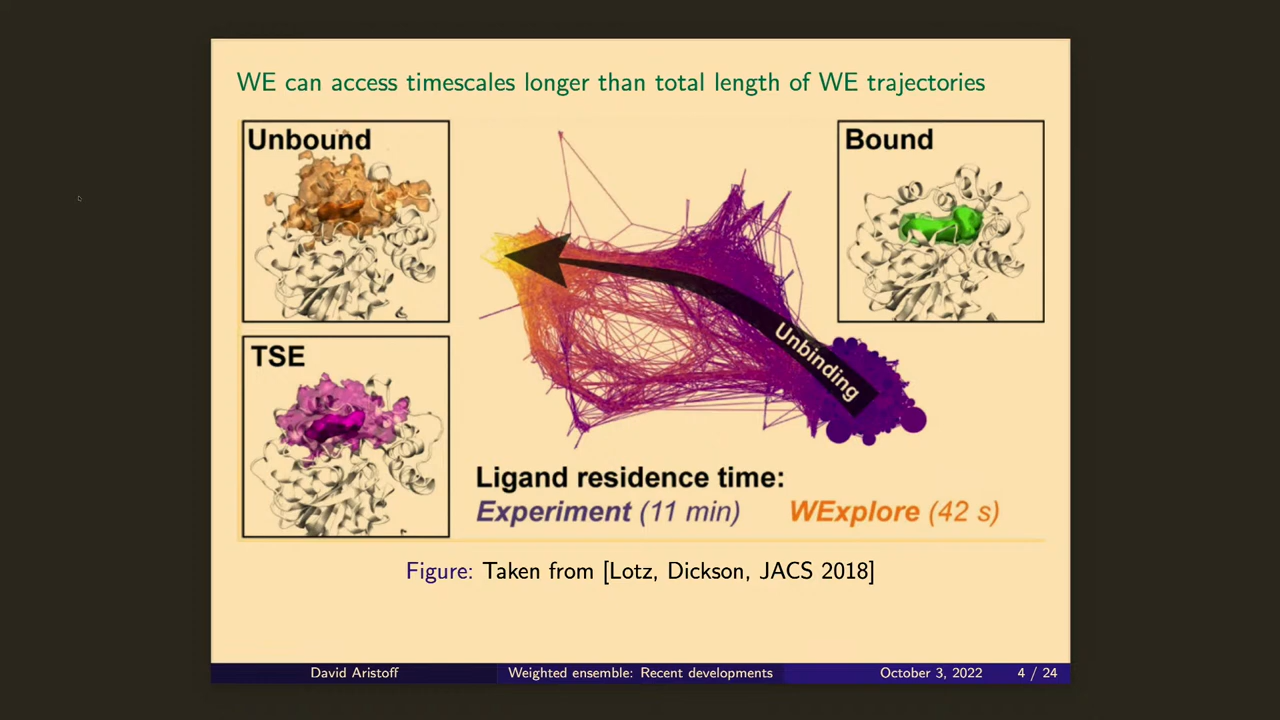 WE can access timescales longer than total length of WE trajectories
Unbound
Bound
Unbinding
TSE
Ligand residence time:
Experiment (11 min) WExplore (42 s)
Figure: Taken from [Lotz, Dickson, JACS 2018]
David Aristoff Weighted ensemble: Recent developments October 3, 2022 4 / 24